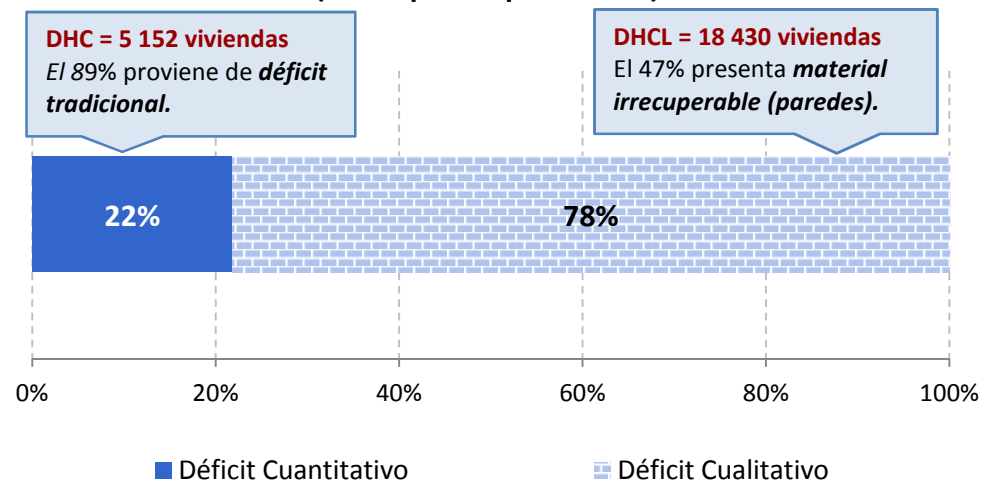 DHC = 5 152 viviendas
El 89% proviene de déficit
tradicional.
DHCL = 18 430 viviendas
El 47% presenta material
irrecuperable (paredes).
22%
78%
0%
20%
40%
60%
80%
100%
Déficit Cuantitativo
Déficit Cualitativo